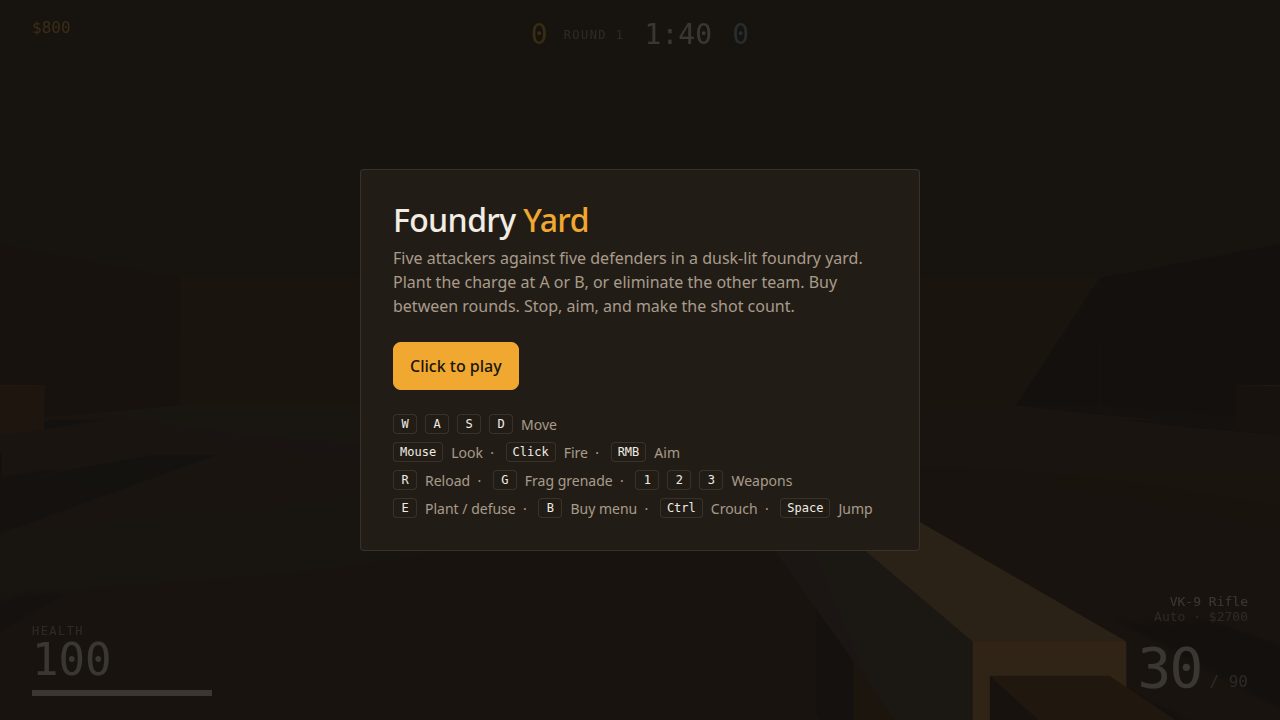 $800
0 ROUND 1 1:40 0
Foundry Yard
Five attackers against five defenders in a dusk-lit foundry yard.
Plant the charge at A or B, or eliminate the other team. Buy
between rounds. Stop, aim, and make the shot count.
Click to play
W A S D Move
Mouse Look · Click Fire · RMB Aim
R Reload · G Frag grenade · 1 2 3 Weapons
E Plant / defuse · B Buy menu · Ctrl Crouch · Space Jump
VK-9 Rifle
Auto · $2700
HEALTH
100
30 / 90